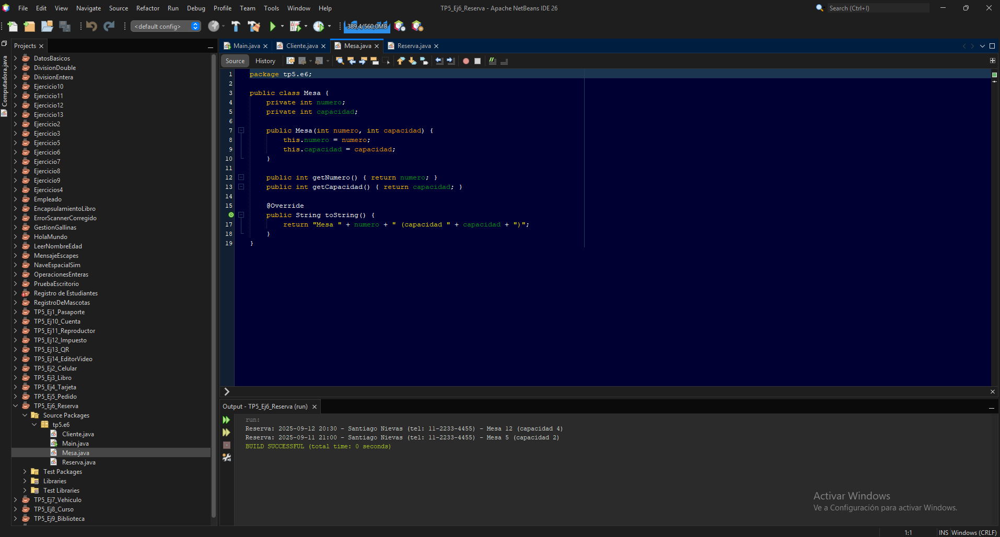 File Edit View Navigate Source Refactor Run Debug Profile Team Tools Window Help
TP5_Ej6_Reserva - Apache NetBeans IDE 26
Search (Ctrl+I)
<default config>
389,4/560,0MB
Computadora.java
Projects
DatosBasicos
DivisionDouble
DivisionEntera
Ejercicio10
Ejercicio11
Ejercicio12
Ejercicio13
Ejercicio2
Ejercicio3
Ejercicio5
Ejercicio6
Ejercicio7
Ejercicio8
Ejercicio9
Ejercicios4
Empleado
EncapsulamientoLibro
ErrorScannerCorregido
GestionGallinas
HolaMundo
LeerNombreEdad
MensajeEscapes
NaveEspacialSim
OperacionesEnteras
PruebaEscritorio
Registro de Estudiantes
RegistroDeMascotas
TP5_Ej1_Pasaporte
TP5_Ej10_Cuenta
TP5_Ej11_Reproductor
TP5_Ej12_Impuesto
TP5_Ej13_QR
TP5_Ej14_EditorVideo
TP5_Ej2_Celular
TP5_Ej3_Libro
TP5_Ej4_Tarjeta
TP5_Ej5_Pedido
TP5_Ej6_Reserva
Source Packages
tp5.e6
Cliente.java
Main.java
Mesa.java
Reserva.java
Test Packages
Libraries
Test Libraries
TP5_Ej7_Vehiculo
TP5_Ej8_Curso
TP5_Ej9_Biblioteca
Main.java Cliente.java Mesa.java Reserva.java
Source History
1 package tp5.e6;
2
3 public class Mesa {
4 private int numero;
5 private int capacidad;
6
7 public Mesa(int numero, int capacidad) {
8 this.numero = numero;
9 this.capacidad = capacidad;
10 }
11
12 public int getNumero() { return numero; }
13 public int getCapacidad() { return capacidad; }
14
15 @Override
public String toString() {
17 return "Mesa " + numero + " (capacidad " + capacidad + ")";
18 }
19 }
Output - TP5_Ej6_Reserva (run)
run:
Reserva: 2025-09-12 20:30 - Santiago Nievas (tel: 11-2233-4455) - Mesa 12 (capacidad 4)
Reserva: 2025-09-11 21:00 - Santiago Nievas (tel: 11-2233-4455) - Mesa 5 (capacidad 2)
BUILD SUCCESSFUL (total time: 0 seconds)
Activar Windows
Ve a Configuración para activar Windows.
1:1 INS Windows (CRLF)